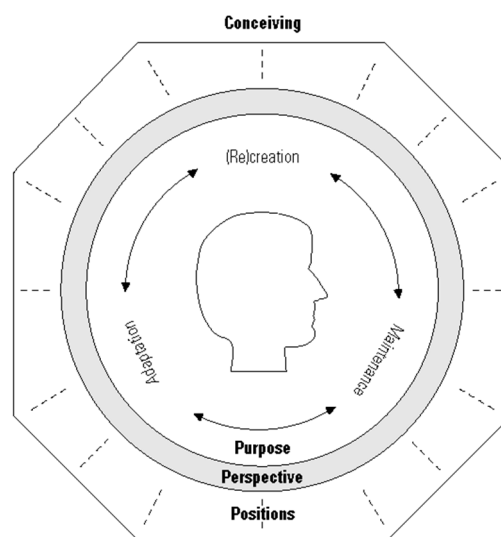 Conceiving
(Re)creation
Adaptation
Maintenance
Purpose
Perspective
Positions